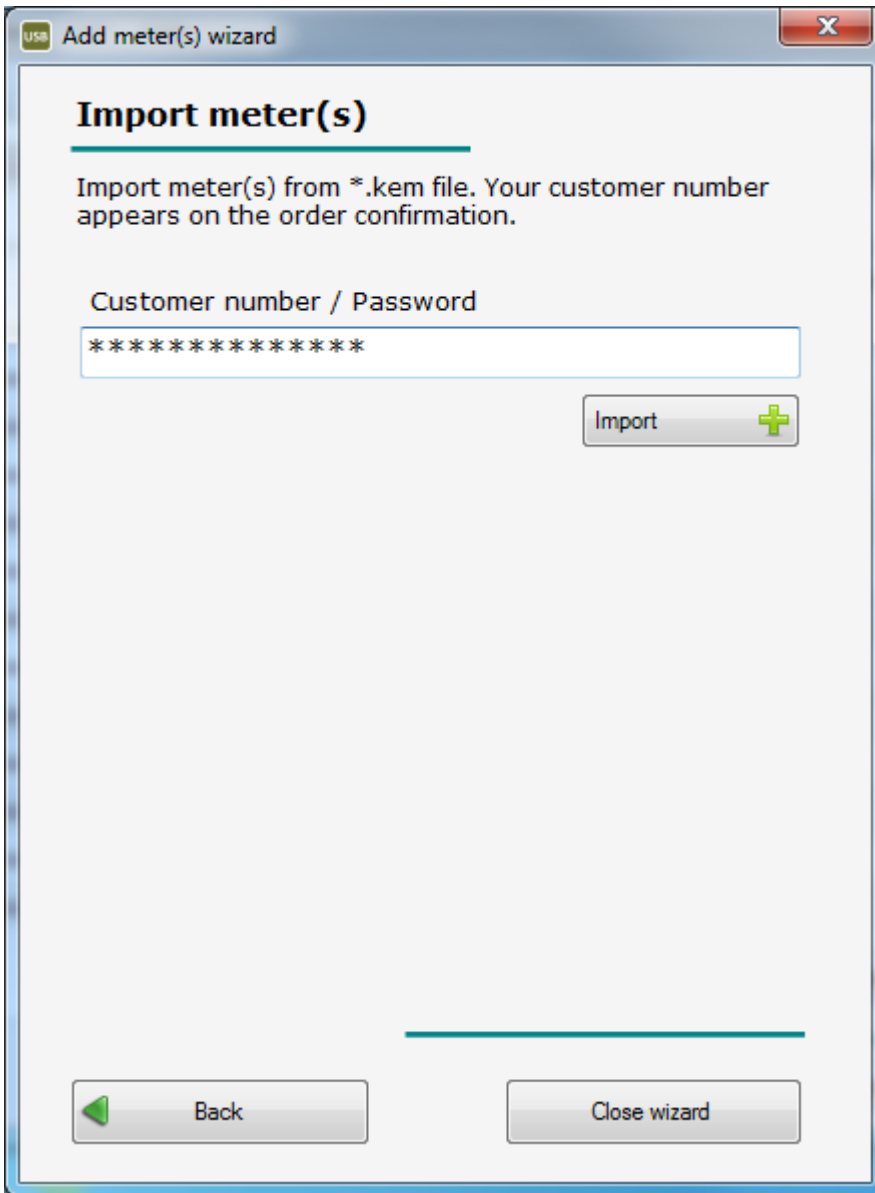 USB Add meter(s) wizard
Import meter(s)
Import meter(s) from *.kem file. Your customer number
appears on the order confirmation.
Customer number / Password
**************
Import
Back Close wizard